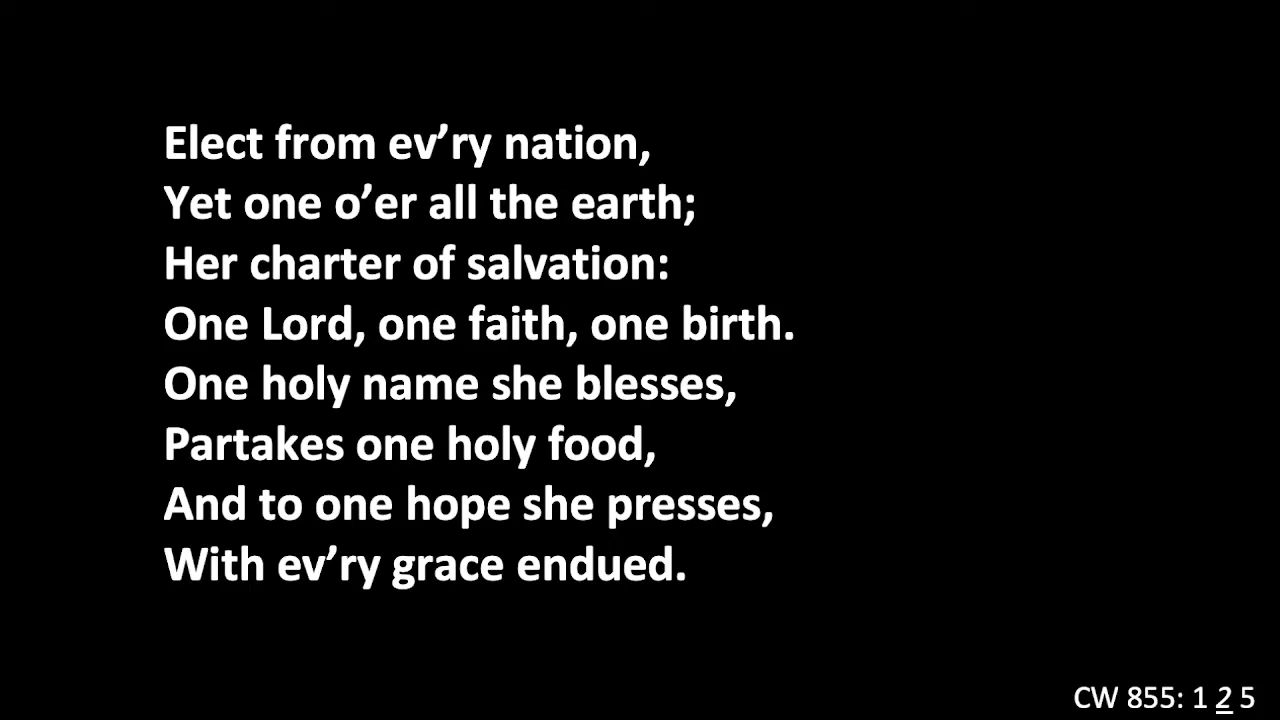 Elect from ev’ry nation,
Yet one o’er all the earth;
Her charter of salvation:
One Lord, one faith, one birth.
One holy name she blesses,
Partakes one holy food,
And to one hope she presses,
With ev’ry grace endued.
CW 855: 1 2 5